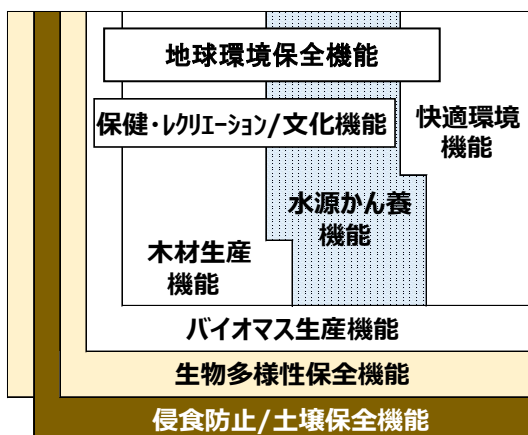 地球環境保全機能
保健・ﾚｸﾘｴｰｼｮﾝ/文化機能
快適環境
機能
水源かん養
機能
木材生産
機能
バイオマス生産機能
生物多様性保全機能
侵食防止/土壌保全機能